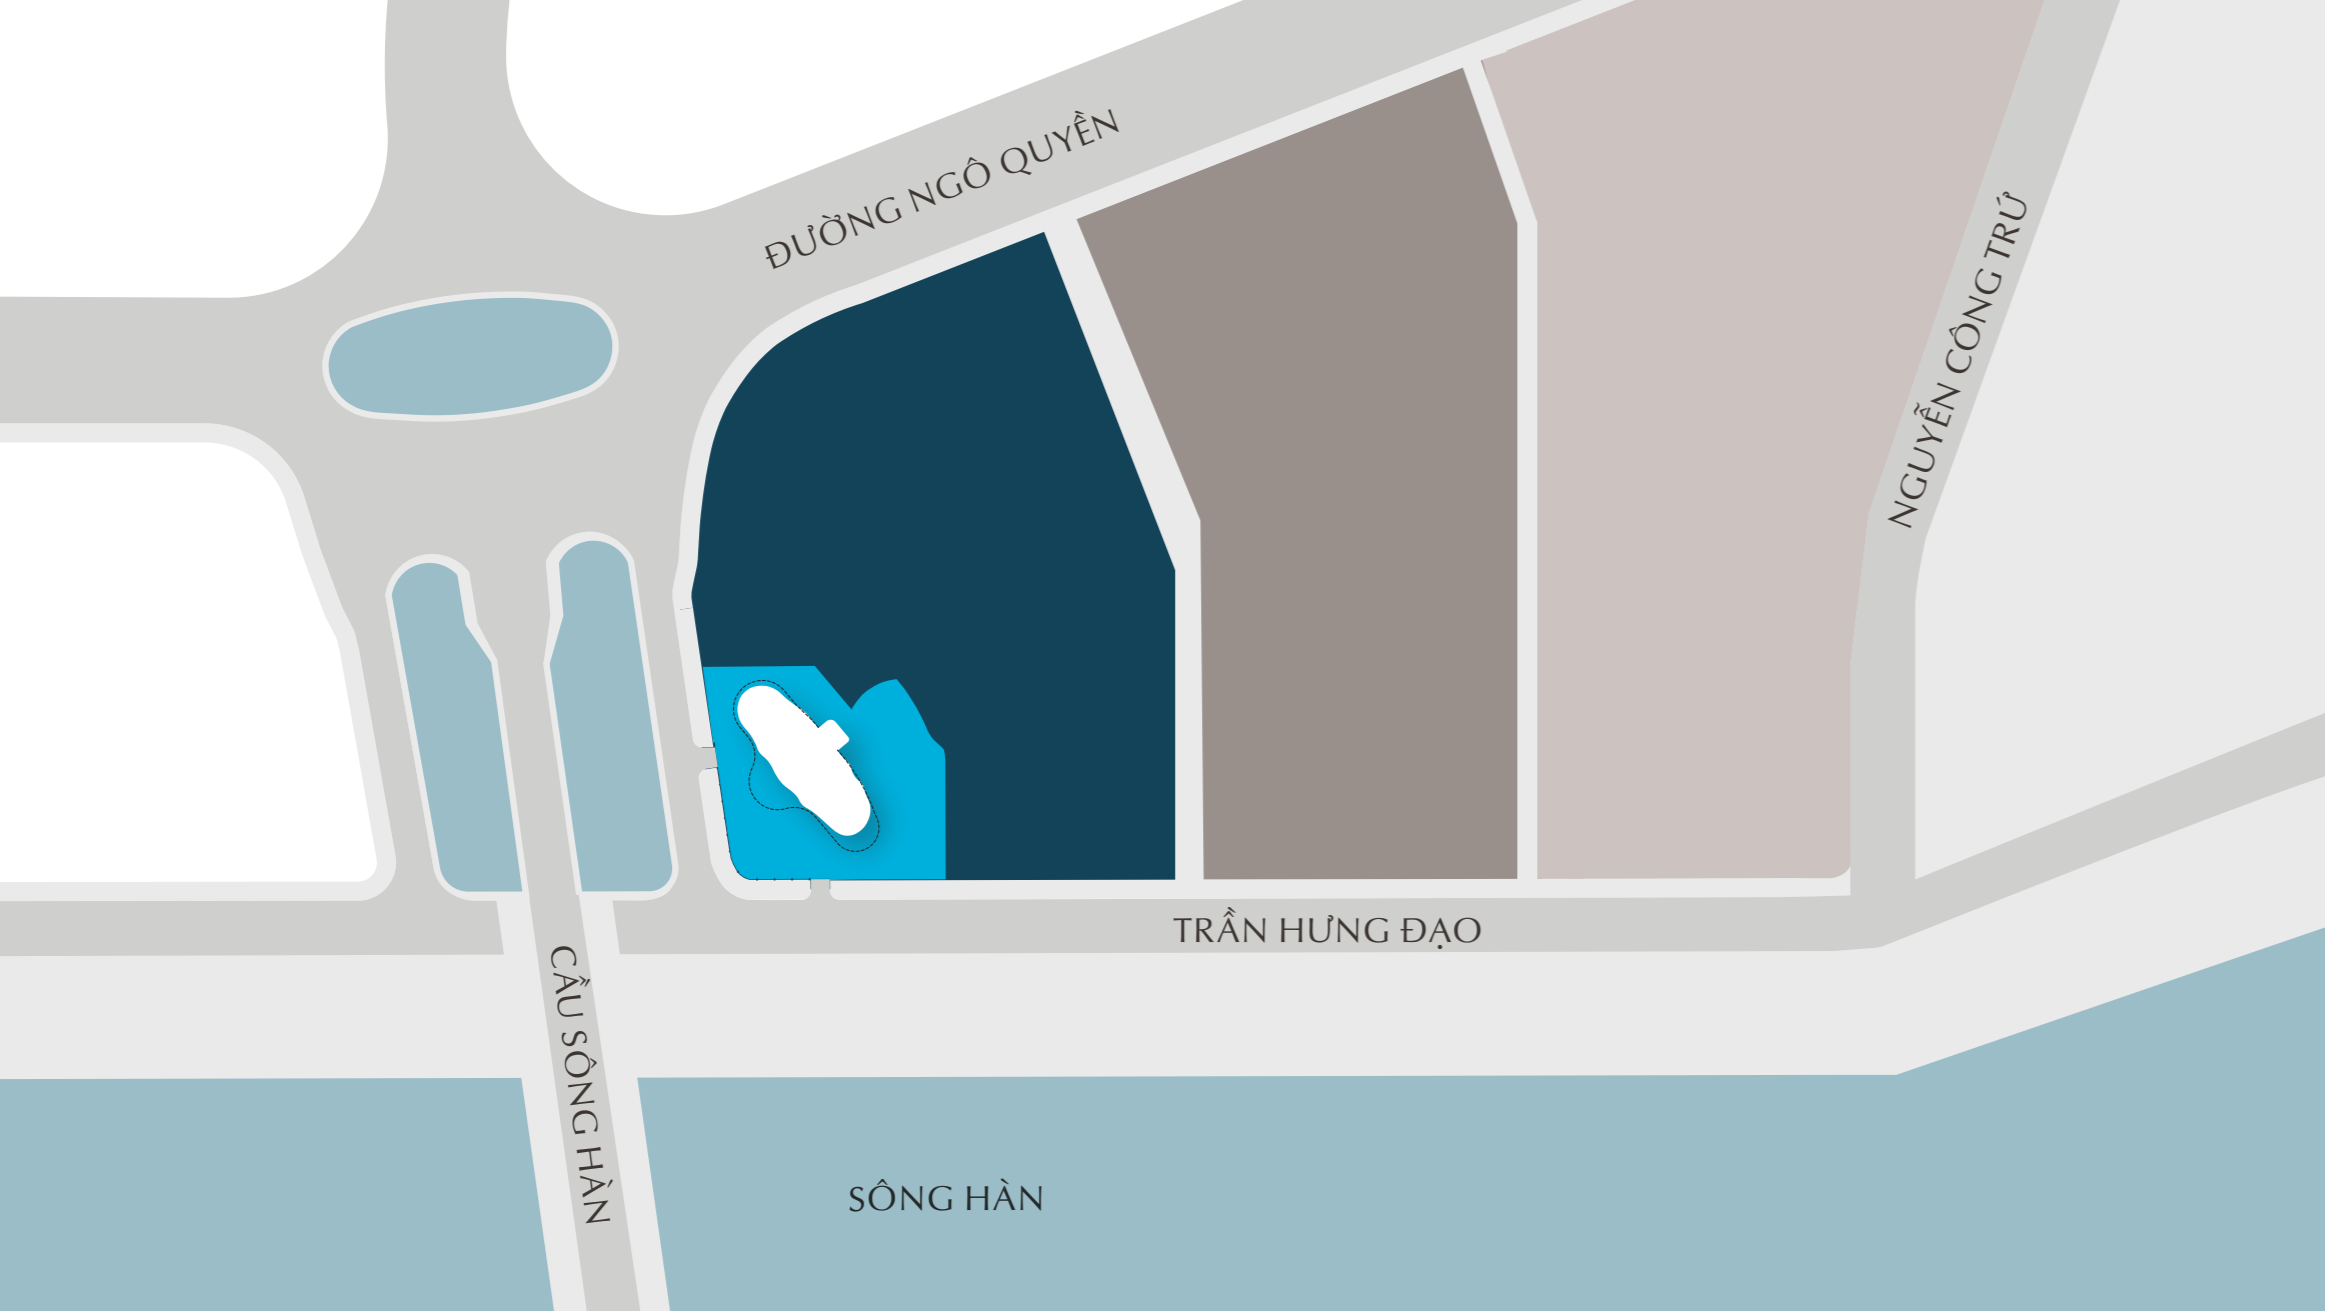 ĐƯỜNG NGÔ QUYỀN
NGUYỄN CÔNG TRỨ
TRẦN HƯNG ĐẠO
CẦU SÔNG HÀN
SÔNG HÀN